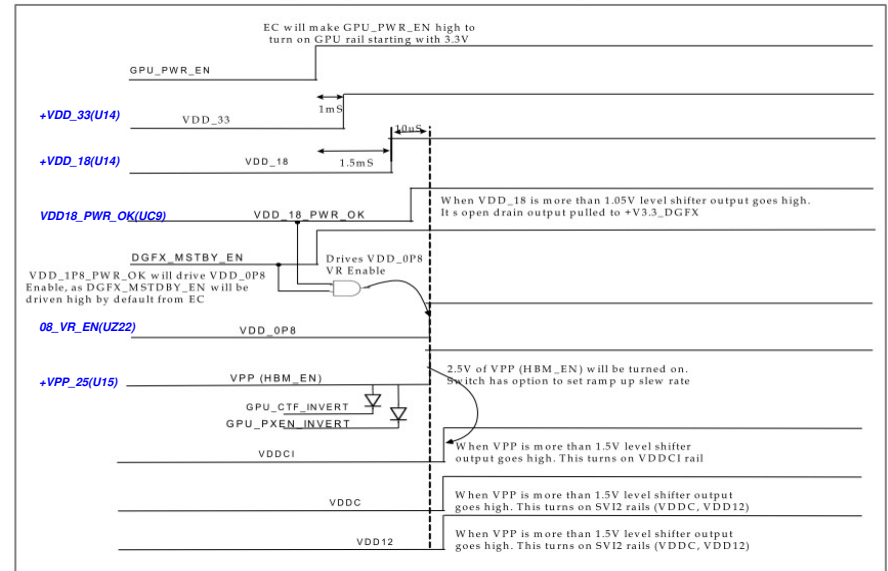 EC will make GPU_PWR_EN high to
turn on GPU rail starting with 3.3V
GPU_PWR_EN
1mS
+VDD_33(U14)
VDD_33
10uS
+VDD_18(U14)
VDD_18
1.5mS
When VDD_18 is more than 1.05V level shifter output goes high.
It s open drain output pulled to +V3.3_DGFX
VDD18_PWR_OK(UC9)
VDD_18_PWR_OK
DGFX_MSTBY_EN
Drives VDD_0P8
VR Enable
VDD_1P8_PWR_OK will drive VDD_0P8
Enable, as DGFX_MSTDBY_EN will be
driven high by default from EC
08_VR_EN(UZ22)
VDD_0P8
2.5V of VPP (HBM_EN) will be turned on.
Switch has option to set ramp up slew rate
+VPP_25(U15)
VPP (HBM_EN)
GPU_CTF_INVERT
GPU_PXEN_INVERT
When VPP is more than 1.5V level shifter
output goes high. This turns on VDDCI rail
VDDCI
When VPP is more than 1.5V level shifter output
goes high. This turns on SVI2 rails (VDDC, VDD12)
VDDC
When VPP is more than 1.5V level shifter output
goes high. This turns on SVI2 rails (VDDC, VDD12)
VDD12